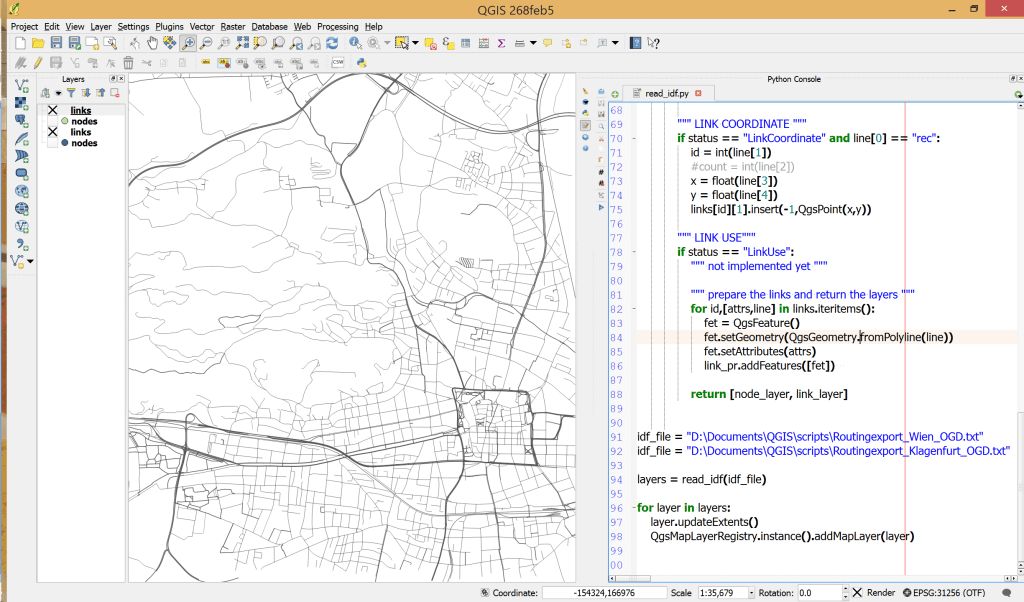 QGIS 268feb5
Project Edit View Layer Settings Plugins Vector Raster Database Web Processing Help
CSW
Layers
links
nodes
links
nodes
Python Console
read_idf.py
68
69 """ LINK COORDINATE """
70 if status == "LinkCoordinate" and line[0] == "rec":
71 id = int(line[1])
72 #count = int(line[2])
73 x = float(line[3])
74 y = float(line[4])
75 links[id][1].insert(-1,QgsPoint(x,y))
76
77 """ LINK USE"""
78 if status == "LinkUse":
79 """ not implemented yet """
80
81 """ prepare the links and return the layers """
82 for id,[attrs,line] in links.iteritems():
83 fet = QgsFeature()
84 fet.setGeometry(QgsGeometry.fromPolyline(line))
85 fet.setAttributes(attrs)
86 link_pr.addFeatures([fet])
87
88 return [node_layer, link_layer]
89
90
91 idf_file = "D:\Documents\QGIS\scripts\Routingexport_Wien_OGD.txt"
92 idf_file = "D:\Documents\QGIS\scripts\Routingexport_Klagenfurt_OGD.txt"
93
94 layers = read_idf(idf_file)
95
96 for layer in layers:
97 layer.updateExtents()
98 QgsMapLayerRegistry.instance().addMapLayer(layer)
99
00
Coordinate: -154324,166976 Scale 1:35,679 Rotation: 0.0 Render EPSG:31256 (OTF)